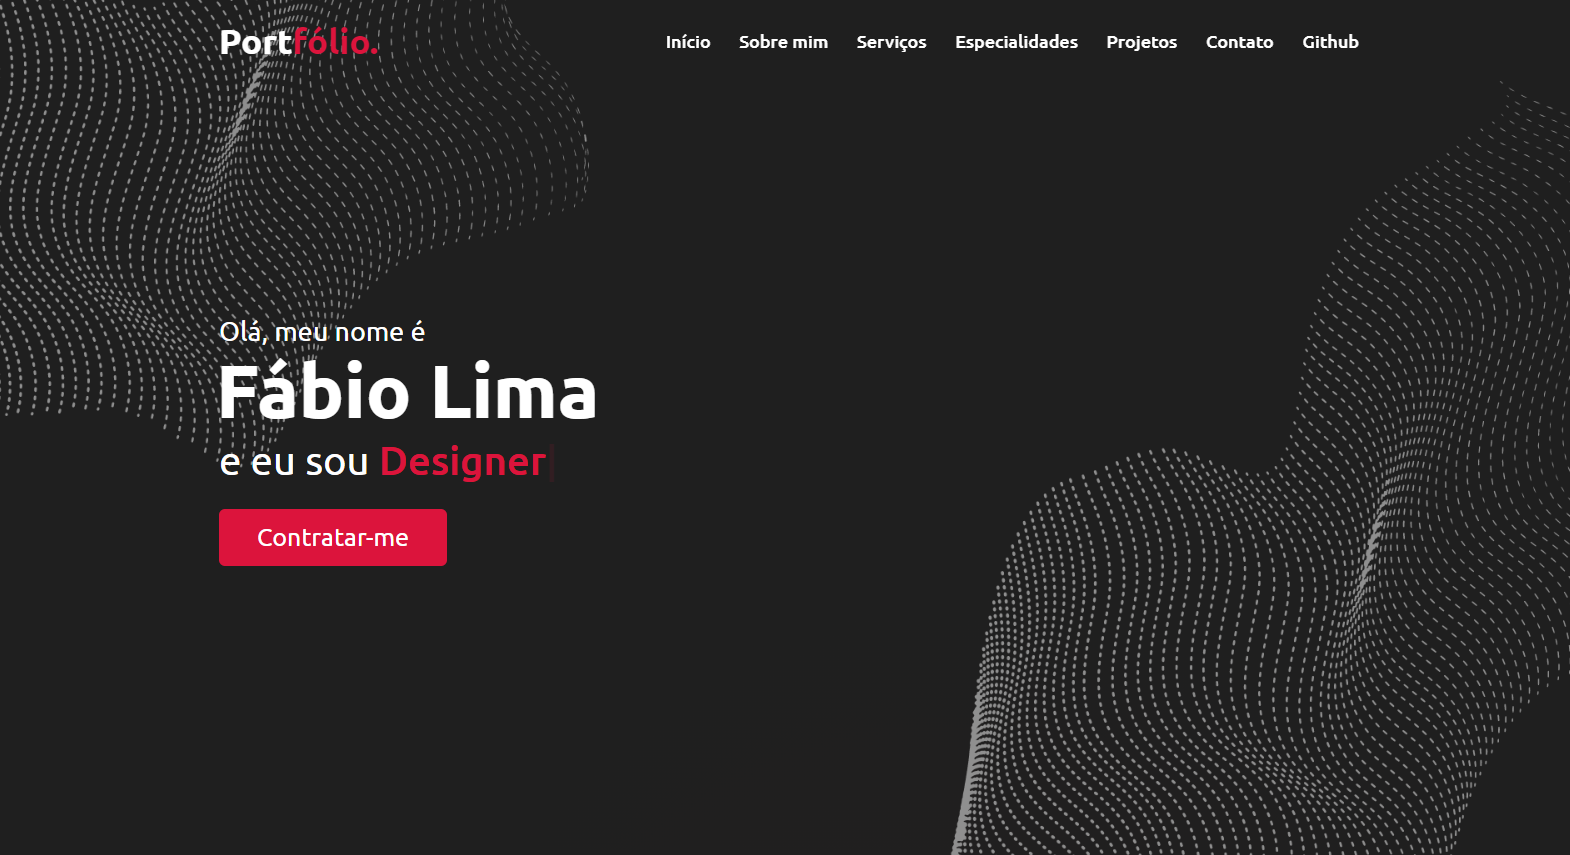 Portfólio.
Início Sobre mim Serviços Especialidades Projetos Contato Github
Olá, meu nome é
Fábio Lima
e eu sou Designer
Contratar-me